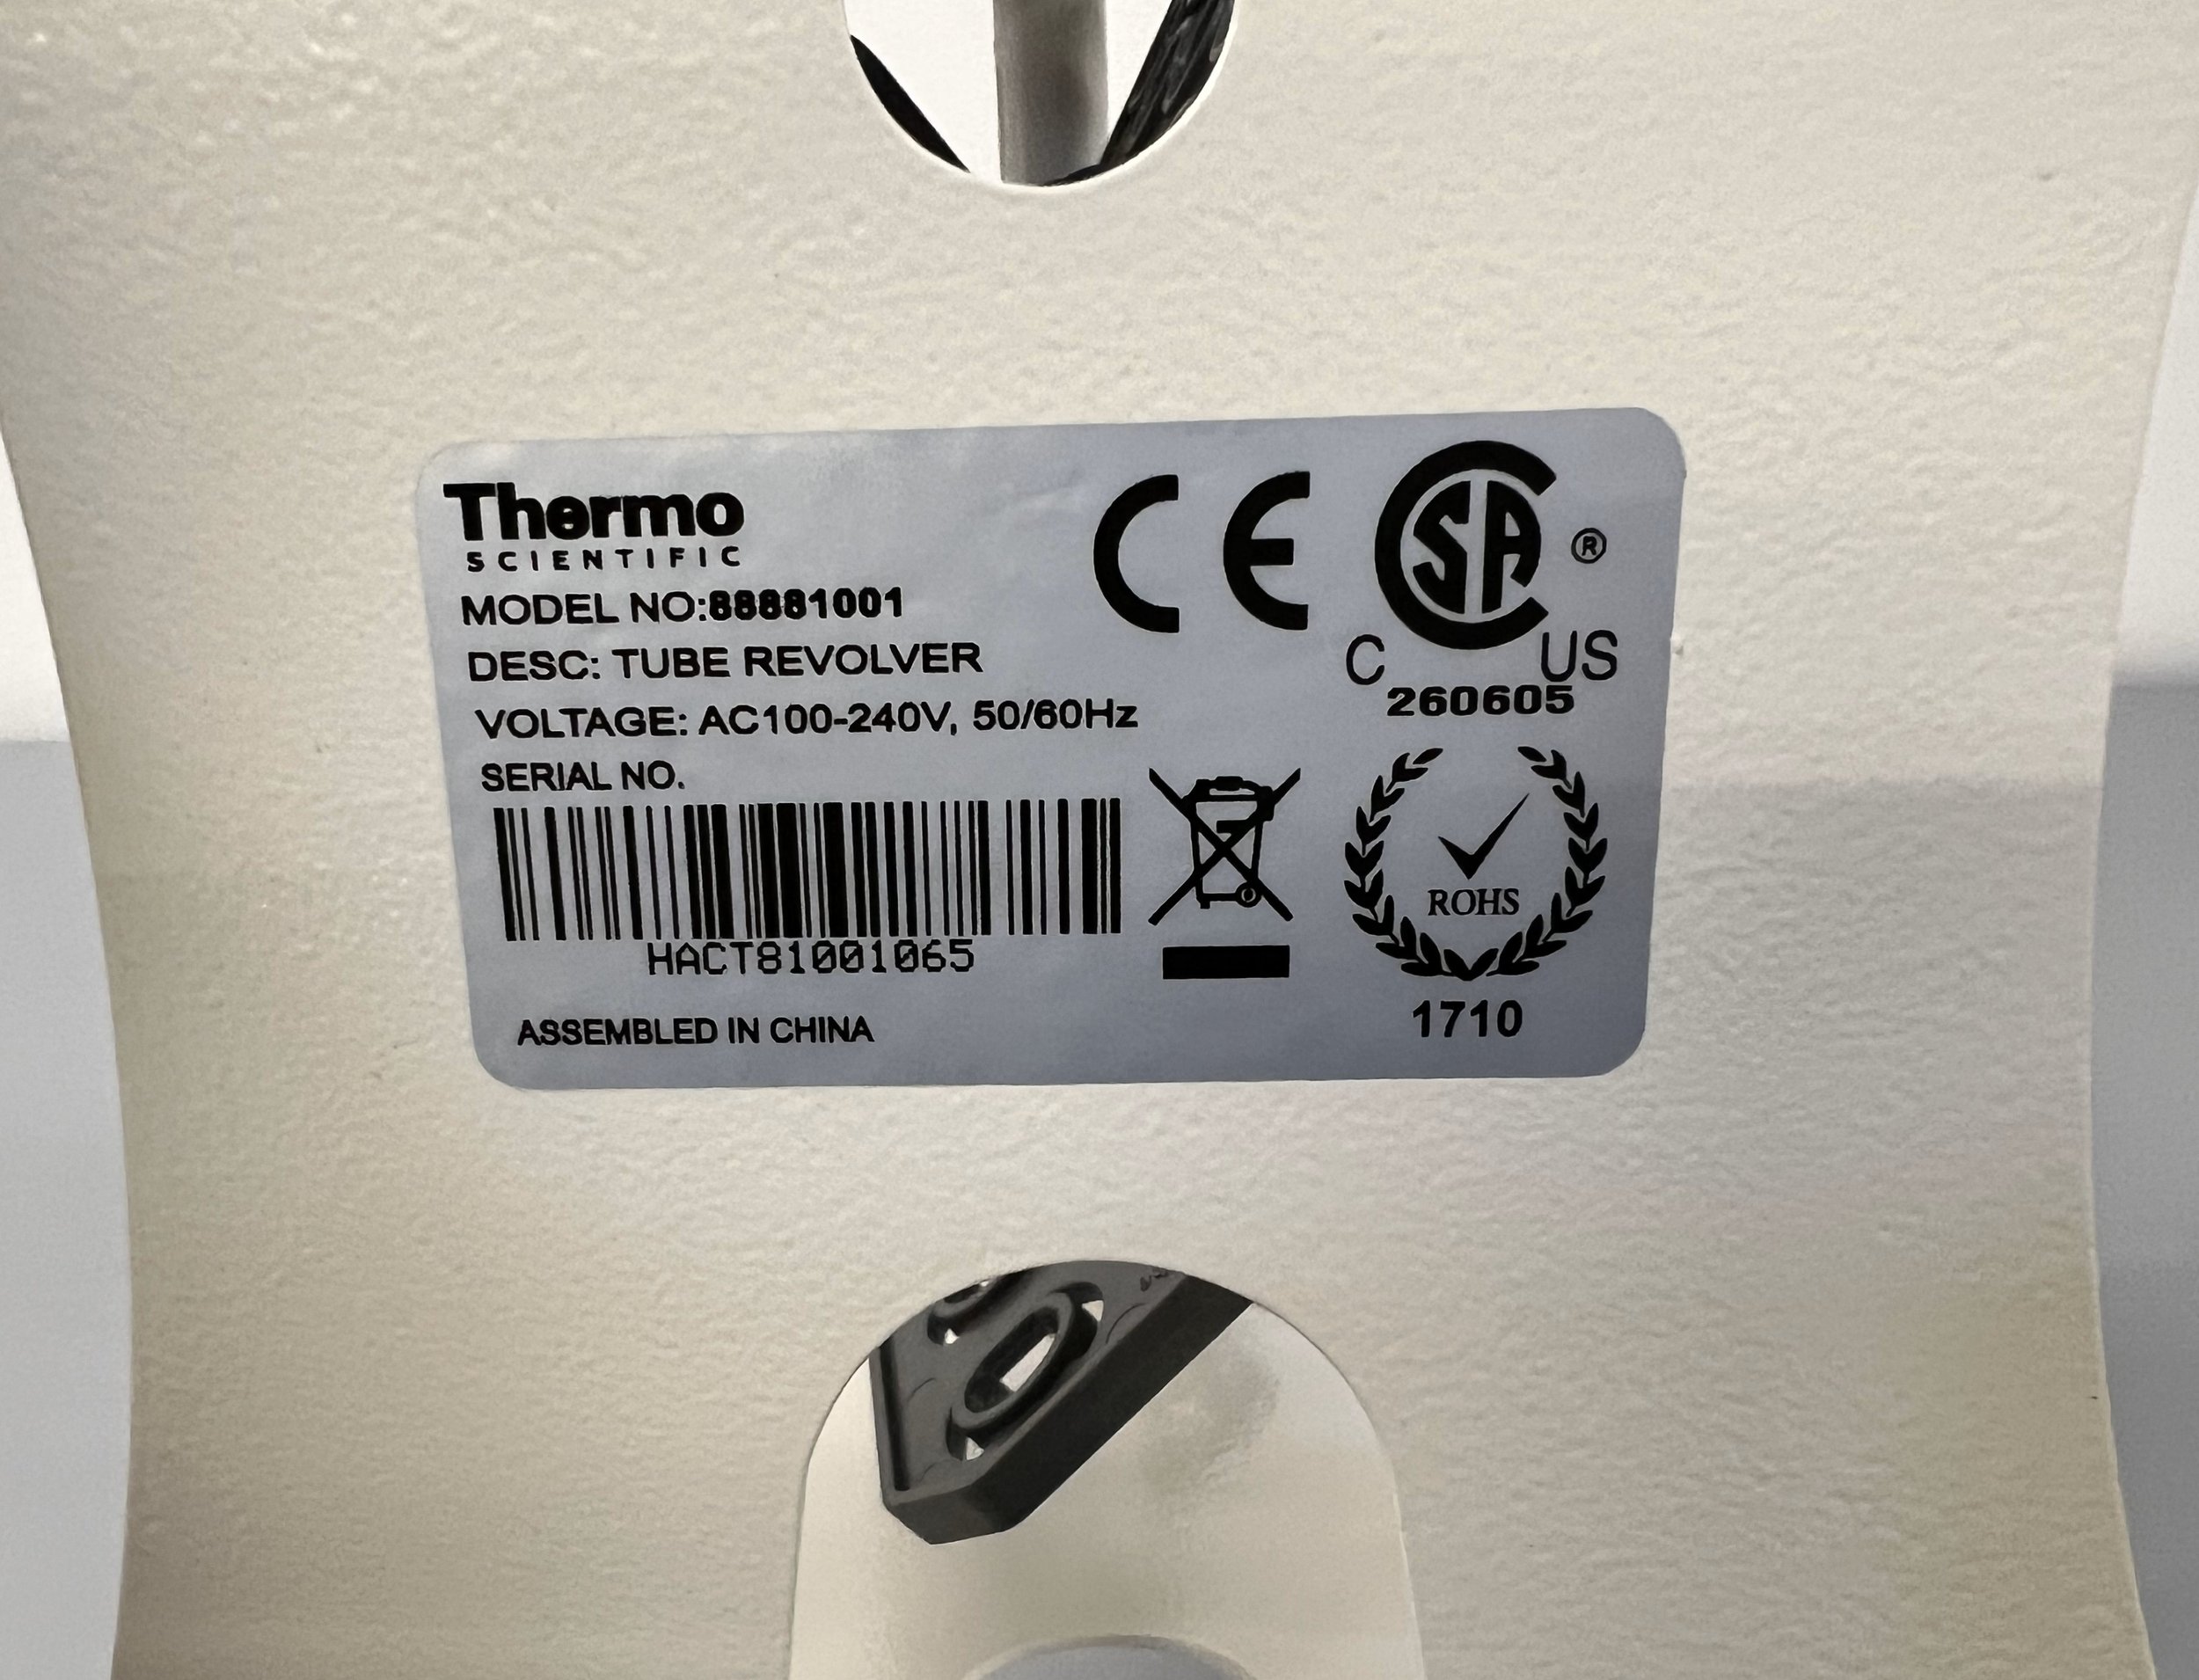 Thermo
SCIENTIFIC
MODEL NO:88881001
DESC: TUBE REVOLVER
VOLTAGE: AC100-240V, 50/60Hz
SERIAL NO.
HACT81001065
ASSEMBLED IN CHINA
CE
SA ®
C US
260605
ROHS
1710